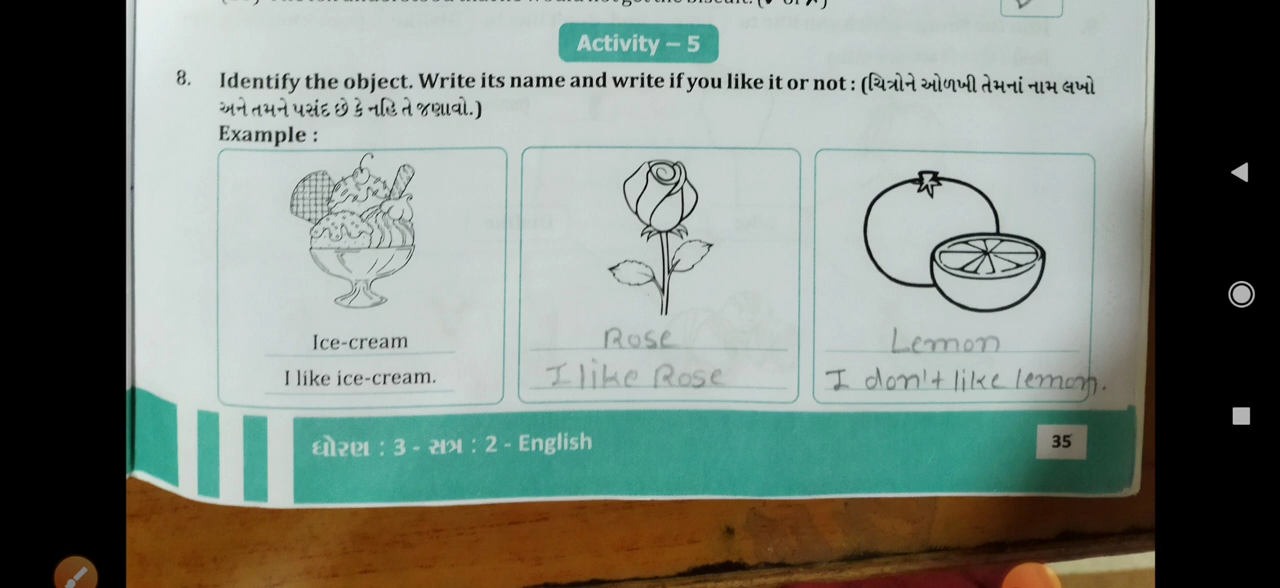 Activity – 5
8. Identify the object. Write its name and write if you like it or not : (ચિત્રોને ઓળખી તેમનાં નામ લખો
અને તમને પસંદ છે કે નહિ તે જણાવો.)
Example :
Ice-cream
I like ice-cream.
Rose
I like Rose
Lemon
I don't like lemon.
ધોરણ : 3 - સત્ર : 2 - English
35